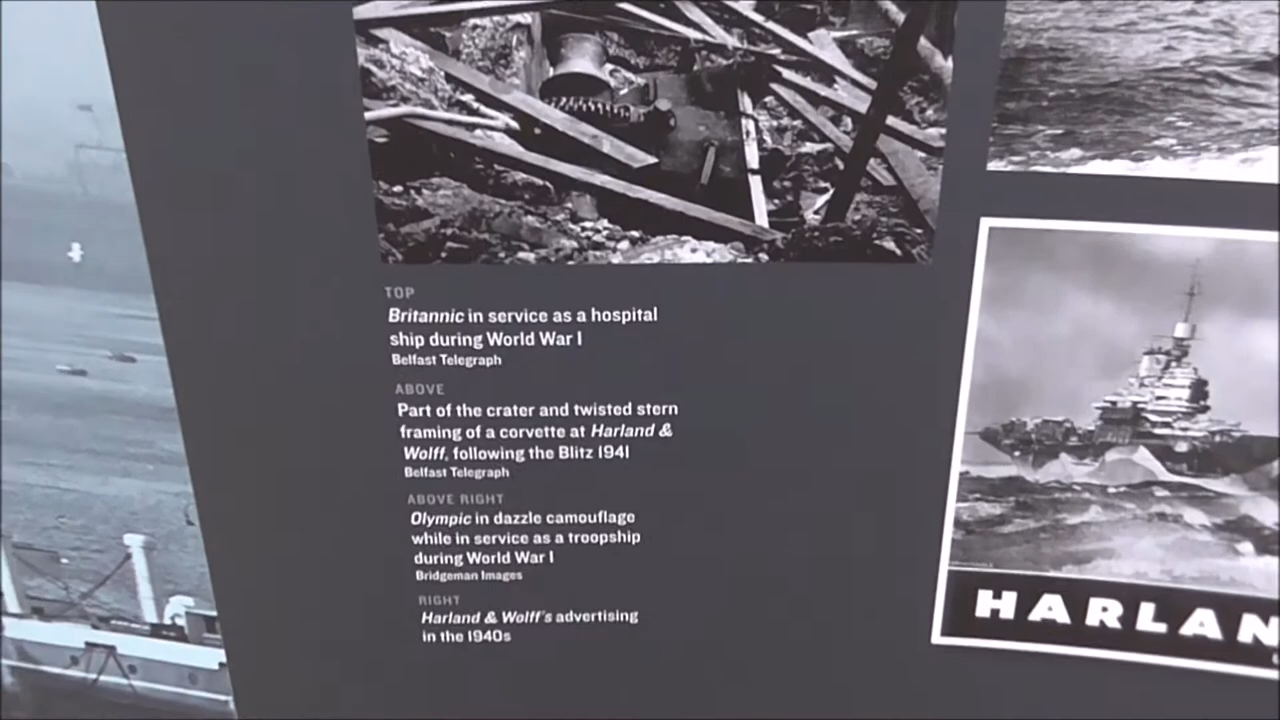 TOP
Britannic in service as a hospital
ship during World War I
Belfast Telegraph
ABOVE
Part of the crater and twisted stern
framing of a corvette at Harland &
Wolff, following the Blitz 1941
Belfast Telegraph
ABOVE RIGHT
Olympic in dazzle camouflage
while in service as a troopship
during World War I
Bridgeman Images
RIGHT
Harland & Wolff's advertising
in the 1940s
HARLAN